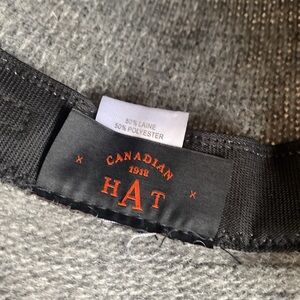 50% LAINE
50% POLYESTER
CANADIAN
1918
HAT